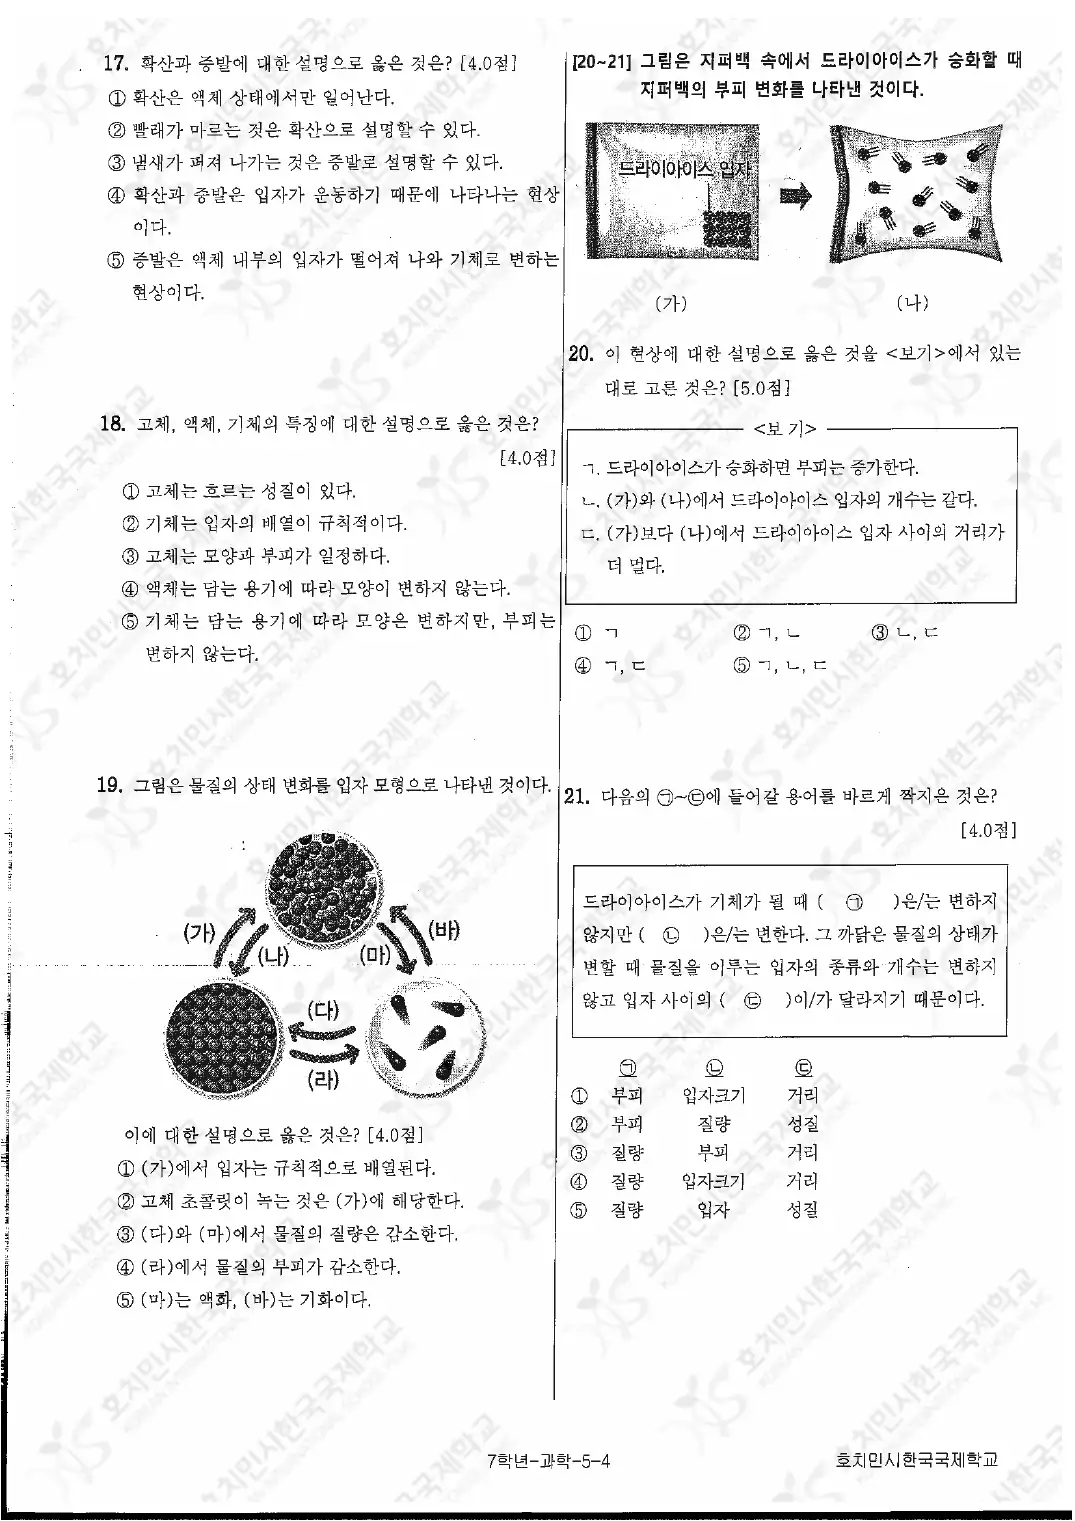 17. 확산과 증발에 대한 설명으로 옳은 것은? [4.0점]
① 확산은 액체 상태에서만 일어난다.
② 빨래가 마르는 것은 확산으로 설명할 수 있다.
③ 냄새가 퍼져 나가는 것은 증발로 설명할 수 있다.
④ 확산과 증발은 입자가 운동하기 때문에 나타나는 현상
이다.
⑤ 증발은 액체 내부의 입자가 떨어져 나와 기체로 변하는
현상이다.
18. 고체, 액체, 기체의 특징에 대한 설명으로 옳은 것은?
[4.0점]
① 고체는 흐르는 성질이 있다.
② 기체는 입자의 배열이 규칙적이다.
③ 고체는 모양과 부피가 일정하다.
④ 액체는 담는 용기에 따라 모양이 변하지 않는다.
⑤ 기체는 담는 용기에 따라 모양은 변하지만, 부피는
변하지 않는다.
19. 그림은 물질의 상태 변화를 입자 모형으로 나타낸 것이다.
(가)
(나)
(마)
(바)
(다)
(라)
이에 대한 설명으로 옳은 것은? [4.0점]
① (가)에서 입자는 규칙적으로 배열된다.
② 고체 초콜릿이 녹는 것은 (가)에 해당한다.
③ (다)와 (마)에서 물질의 질량은 감소한다.
④ (라)에서 물질의 부피가 감소한다.
⑤ (마)는 액화, (바)는 기화이다.
[20~21] 그림은 지퍼백 속에서 드라이아이스가 승화할 때
지퍼백의 부피 변화를 나타낸 것이다.
드라이아이스 입자
(가)
(나)
20. 이 현상에 대한 설명으로 옳은 것을 <보기>에서 있는
대로 고른 것은? [5.0점]
<보 기>
ㄱ. 드라이아이스가 승화하면 부피는 증가한다.
ㄴ. (가)와 (나)에서 드라이아이스 입자의 개수는 같다.
ㄷ. (가)보다 (나)에서 드라이아이스 입자 사이의 거리가
더 멀다.
① ㄱ ② ㄱ, ㄴ ③ ㄴ, ㄷ
④ ㄱ, ㄷ ⑤ ㄱ, ㄴ, ㄷ
21. 다음의 ㉠~㉢에 들어갈 용어를 바르게 짝지은 것은?
[4.0점]
드라이아이스가 기체가 될 때 ( ㉠ )은/는 변하지
않지만 ( ㉡ )은/는 변한다. 그 까닭은 물질의 상태가
변할 때 물질을 이루는 입자의 종류와 개수는 변하지
않고 입자 사이의 ( ㉢ )이/가 달라지기 때문이다.
㉠ ㉡ ㉢
① 부피 입자크기 거리
② 부피 질량 성질
③ 질량 부피 거리
④ 질량 입자크기 거리
⑤ 질량 입자 성질
7학년-과학-5-4
호치민시한국국제학교